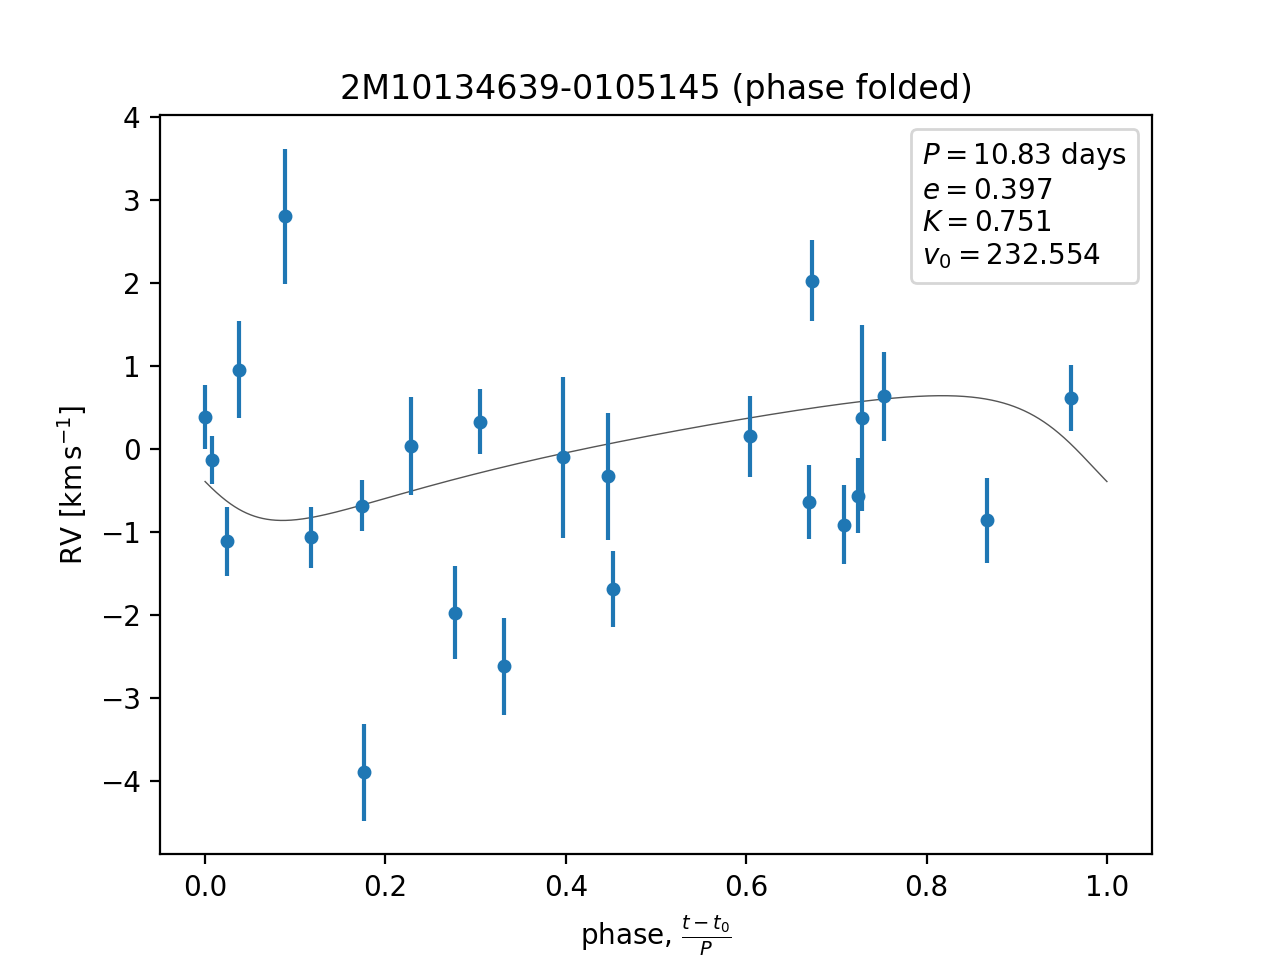 2M10134639-0105145 (phase folded)
P = 10.83 days
e = 0.397
K = 0.751
v₀ = 232.554
4
3
2
1
0
−1
−2
−3
−4
RV [km s⁻¹]
0.0 0.2 0.4 0.6 0.8 1.0
phase, (t − t₀)/P